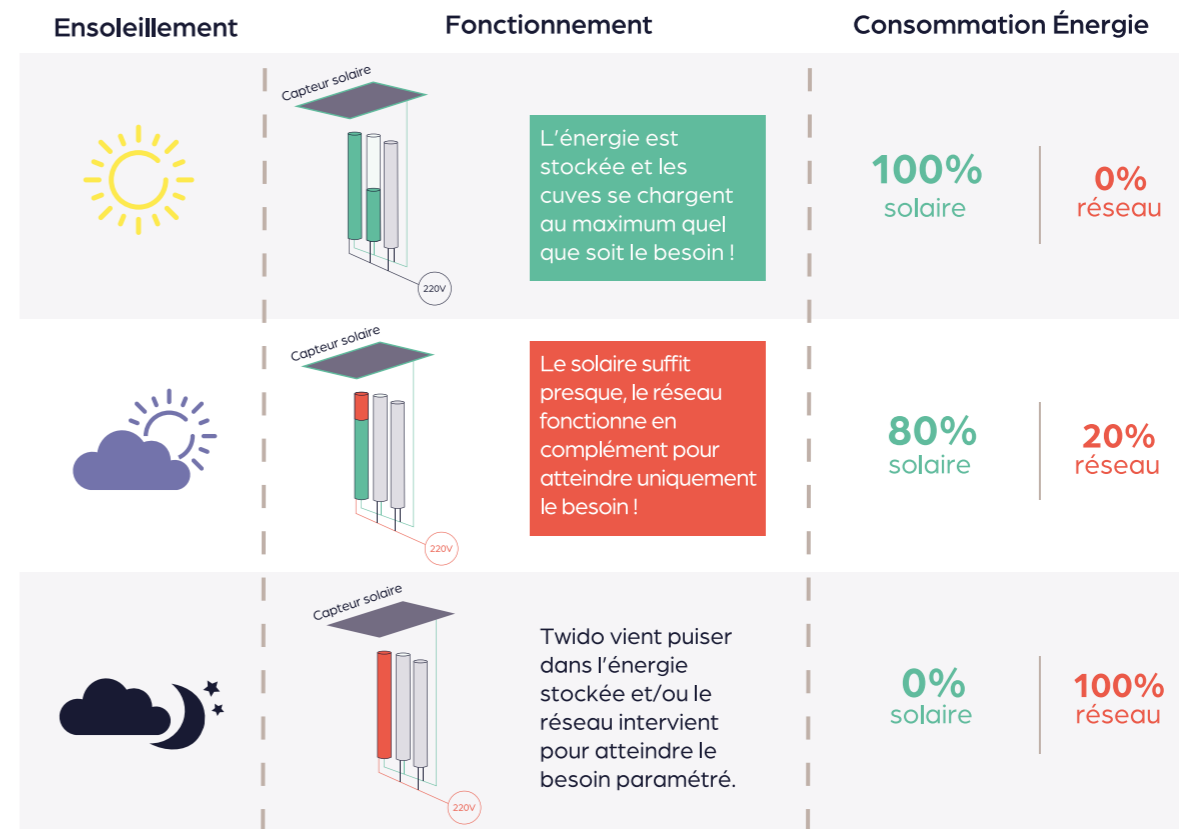 Ensoleillement
Fonctionnement
Consommation Énergie
Capteur solaire
220V
L'énergie est
stockée et les
cuves se chargent
au maximum quel
que soit le besoin !
100%
solaire
0%
réseau
Capteur solaire
220V
Le solaire suffit
presque, le réseau
fonctionne en
complément pour
atteindre uniquement
le besoin !
80%
solaire
20%
réseau
Capteur solaire
220V
Twido vient puiser
dans l'énergie
stockée et/ou le
réseau intervient
pour atteindre le
besoin paramétré.
0%
solaire
100%
réseau